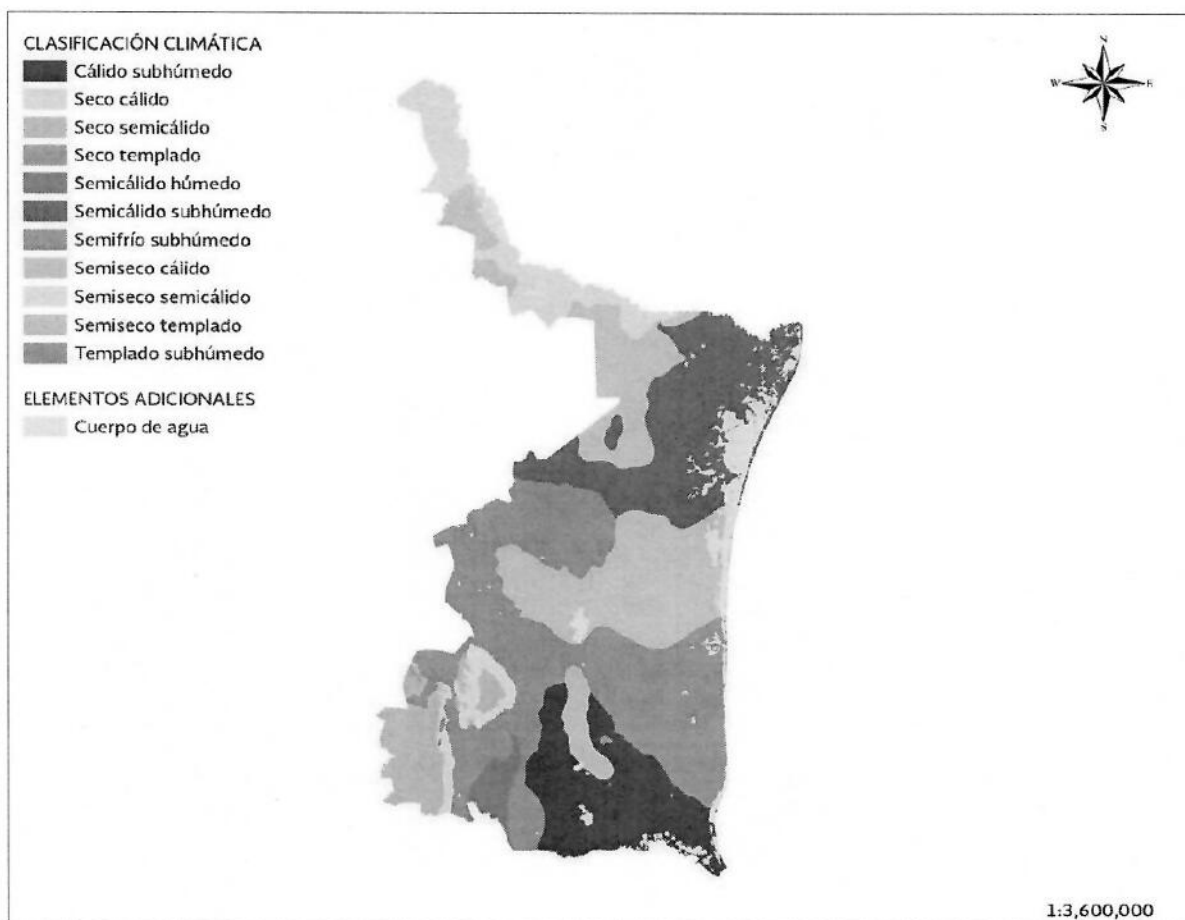 CLASIFICACIÓN CLIMÁTICA
Cálido subhúmedo
Seco cálido
Seco semicálido
Seco templado
Semicálido húmedo
Semicálido subhúmedo
Semifrío subhúmedo
Semiseco cálido
Semiseco semicálido
Semiseco templado
Templado subhúmedo
ELEMENTOS ADICIONALES
Cuerpo de agua
N
W E
S
1:3,600,000